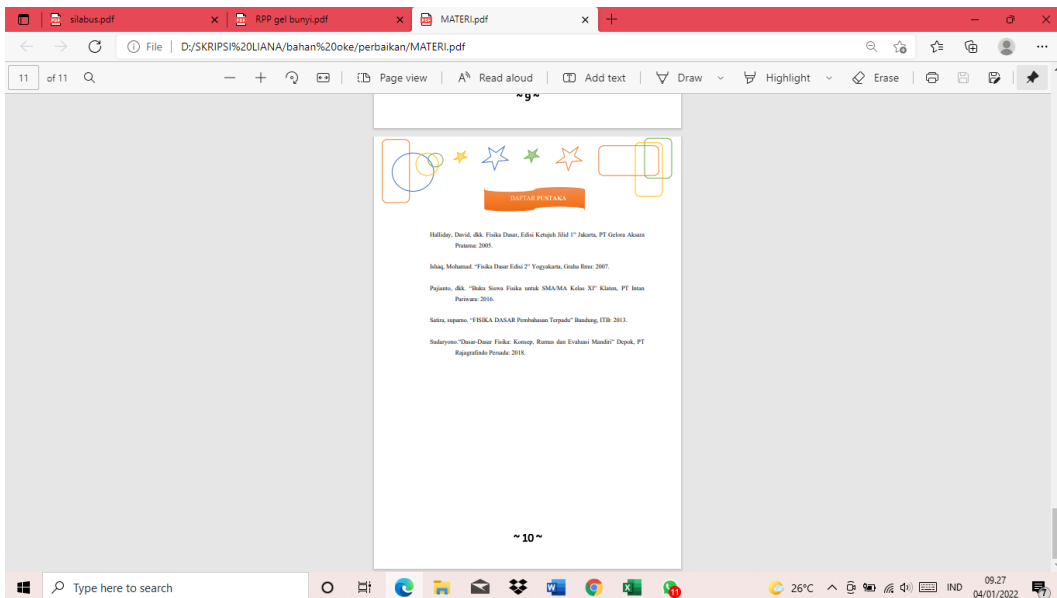 silabus.pdf
RPP gel bunyi.pdf
MATERI.pdf
File
D:/SKRIPSI%20LIANA/bahan%20oke/perbaikan/MATERI.pdf
11 of 11
Page view
Read aloud
Add text
Draw
Highlight
Erase
~ 9 ~
DAFTAR PUSTAKA
Halliday, David, dkk. Fisika Dasar, Edisi Ketujuh Jilid 1" Jakarta, PT Gelora Aksara
Pratama: 2005.
Ishaq, Mohamad. "Fisika Dasar Edisi 2" Yogyakarta, Graha Ilmu: 2007.
Pujianto, dkk. "Buku Siswa Fisika untuk SMA/MA Kelas XI" Klaten, PT Intan
Pariwara: 2016.
Satira, suparno. "FISIKA DASAR Pembahasan Terpadu" Bandung, ITB: 2013.
Sudaryono."Dasar-Dasar Fisika: Konsep, Rumus dan Evaluasi Mandiri" Depok, PT
Rajagrafindo Persada: 2018.
~ 10 ~
Type here to search
11
26°C
IND
09.27
04/01/2022
7